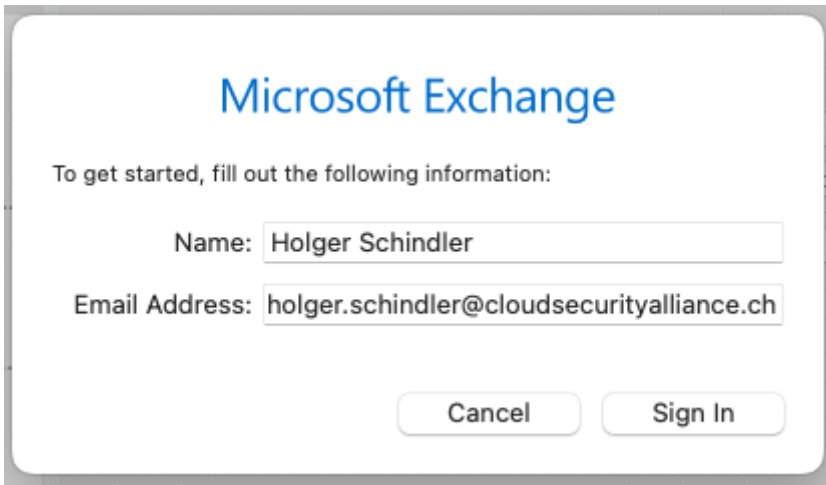 Microsoft Exchange
To get started, fill out the following information:
Name: Holger Schindler
Email Address: holger.schindler@cloudsecurityalliance.ch
Cancel Sign In